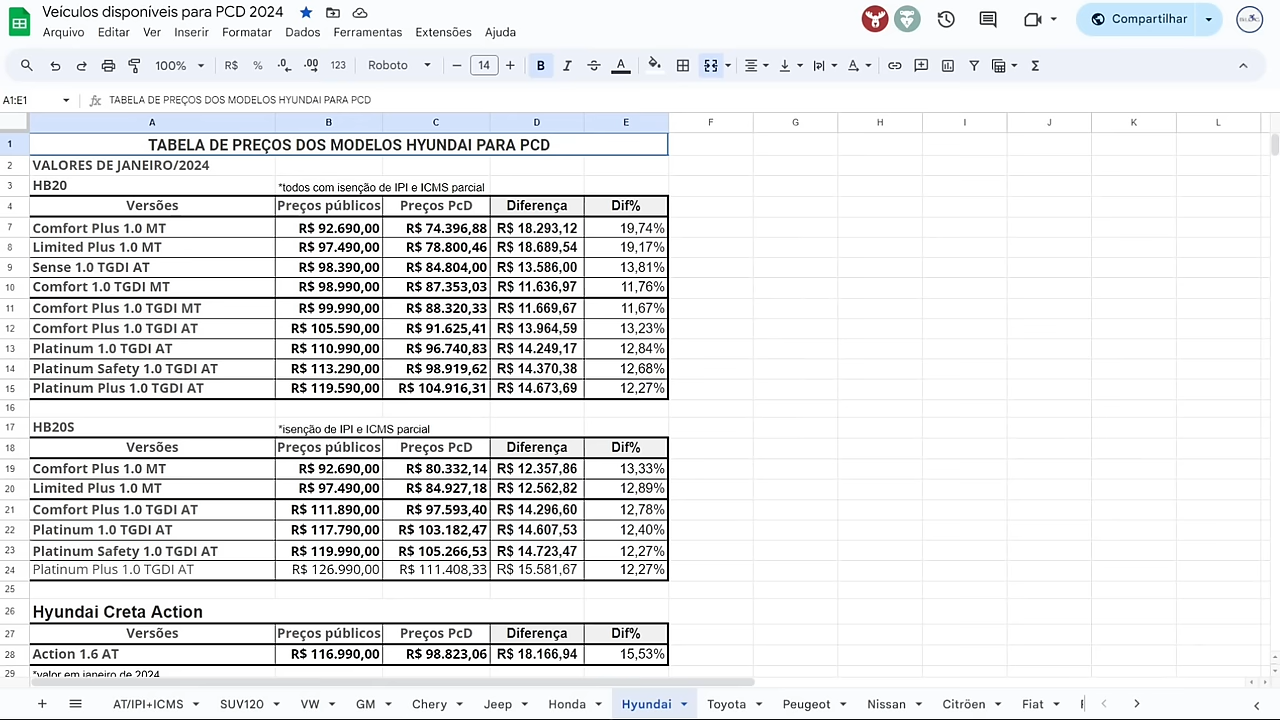 Veículos disponíveis para PCD 2024
Arquivo Editar Ver Inserir Formatar Dados Ferramentas Extensões Ajuda
Compartilhar
100% R$ % .0 .00 123 Roboto 14 B I A
A1:E1 fx TABELA DE PREÇOS DOS MODELOS HYUNDAI PARA PCD
A B C D E F G H I J K L
1 TABELA DE PREÇOS DOS MODELOS HYUNDAI PARA PCD
2 VALORES DE JANEIRO/2024
3 HB20 *todos com isenção de IPI e ICMS parcial
4 Versões Preços públicos Preços PcD Diferença Dif%
7 Comfort Plus 1.0 MT R$ 92.690,00 R$ 74.396,88 R$ 18.293,12 19,74%
8 Limited Plus 1.0 MT R$ 97.490,00 R$ 78.800,46 R$ 18.689,54 19,17%
9 Sense 1.0 TGDI AT R$ 98.390,00 R$ 84.804,00 R$ 13.586,00 13,81%
10 Comfort 1.0 TGDI MT R$ 98.990,00 R$ 87.353,03 R$ 11.636,97 11,76%
11 Comfort Plus 1.0 TGDI MT R$ 99.990,00 R$ 88.320,33 R$ 11.669,67 11,67%
12 Comfort Plus 1.0 TGDI AT R$ 105.590,00 R$ 91.625,41 R$ 13.964,59 13,23%
13 Platinum 1.0 TGDI AT R$ 110.990,00 R$ 96.740,83 R$ 14.249,17 12,84%
14 Platinum Safety 1.0 TGDI AT R$ 113.290,00 R$ 98.919,62 R$ 14.370,38 12,68%
15 Platinum Plus 1.0 TGDI AT R$ 119.590,00 R$ 104.916,31 R$ 14.673,69 12,27%
16
17 HB20S *isenção de IPI e ICMS parcial
18 Versões Preços públicos Preços PcD Diferença Dif%
19 Comfort Plus 1.0 MT R$ 92.690,00 R$ 80.332,14 R$ 12.357,86 13,33%
20 Limited Plus 1.0 MT R$ 97.490,00 R$ 84.927,18 R$ 12.562,82 12,89%
21 Comfort Plus 1.0 TGDI AT R$ 111.890,00 R$ 97.593,40 R$ 14.296,60 12,78%
22 Platinum 1.0 TGDI AT R$ 117.790,00 R$ 103.182,47 R$ 14.607,53 12,40%
23 Platinum Safety 1.0 TGDI AT R$ 119.990,00 R$ 105.266,53 R$ 14.723,47 12,27%
24 Platinum Plus 1.0 TGDI AT R$ 126.990,00 R$ 111.408,33 R$ 15.581,67 12,27%
25
26 Hyundai Creta Action
27 Versões Preços públicos Preços PcD Diferença Dif%
28 Action 1.6 AT R$ 116.990,00 R$ 98.823,06 R$ 18.166,94 15,53%
29 *valor em janeiro de 2024
AT/IPI+ICMS SUV120 VW GM Chery Jeep Honda Hyundai Toyota Peugeot Nissan Citröen Fiat